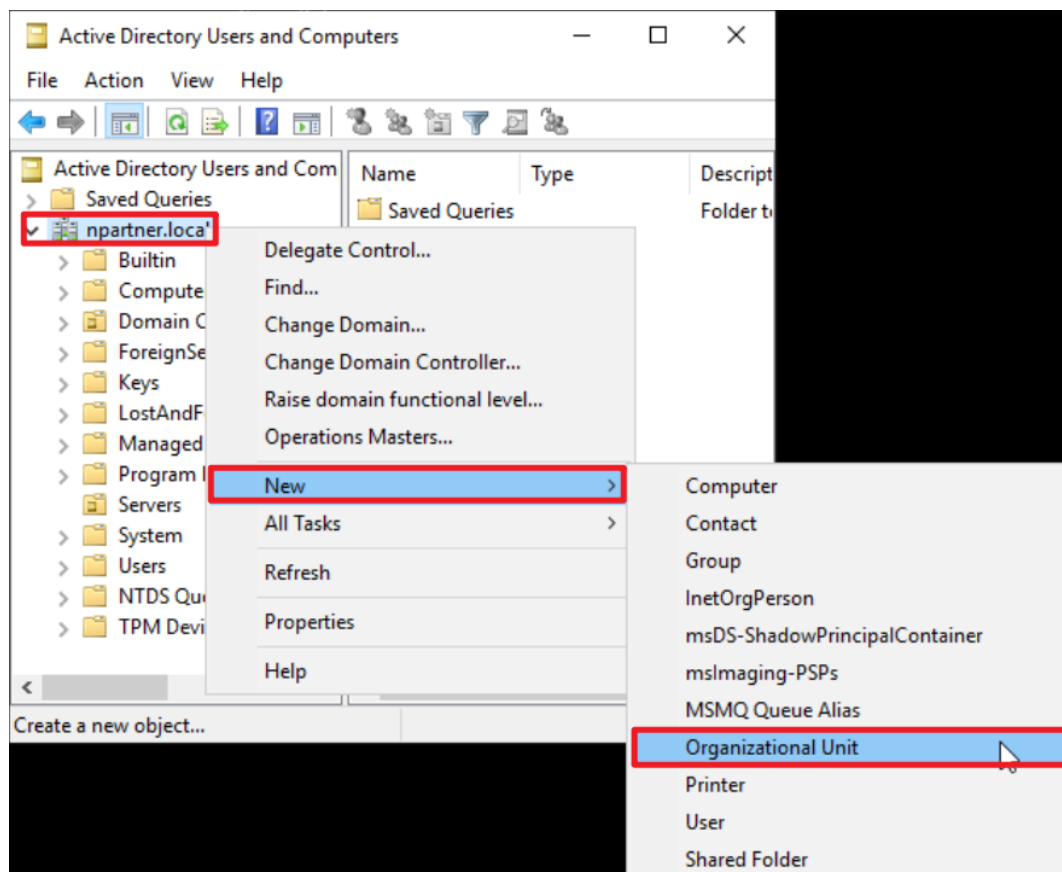 Active Directory Users and Computers
File Action View Help
Active Directory Users and Com
Saved Queries
npartner.loca
Builtin
Compute
Domain C
ForeignSe
Keys
LostAndF
Managed
Program
Servers
System
Users
NTDS Qu
TPM Devi
Name Type Descript
Saved Queries Folder t
Delegate Control...
Find...
Change Domain...
Change Domain Controller...
Raise domain functional level...
Operations Masters...
New
All Tasks
Refresh
Properties
Help
Computer
Contact
Group
InetOrgPerson
msDS-ShadowPrincipalContainer
msImaging-PSPs
MSMQ Queue Alias
Organizational Unit
Printer
User
Shared Folder
Create a new object...